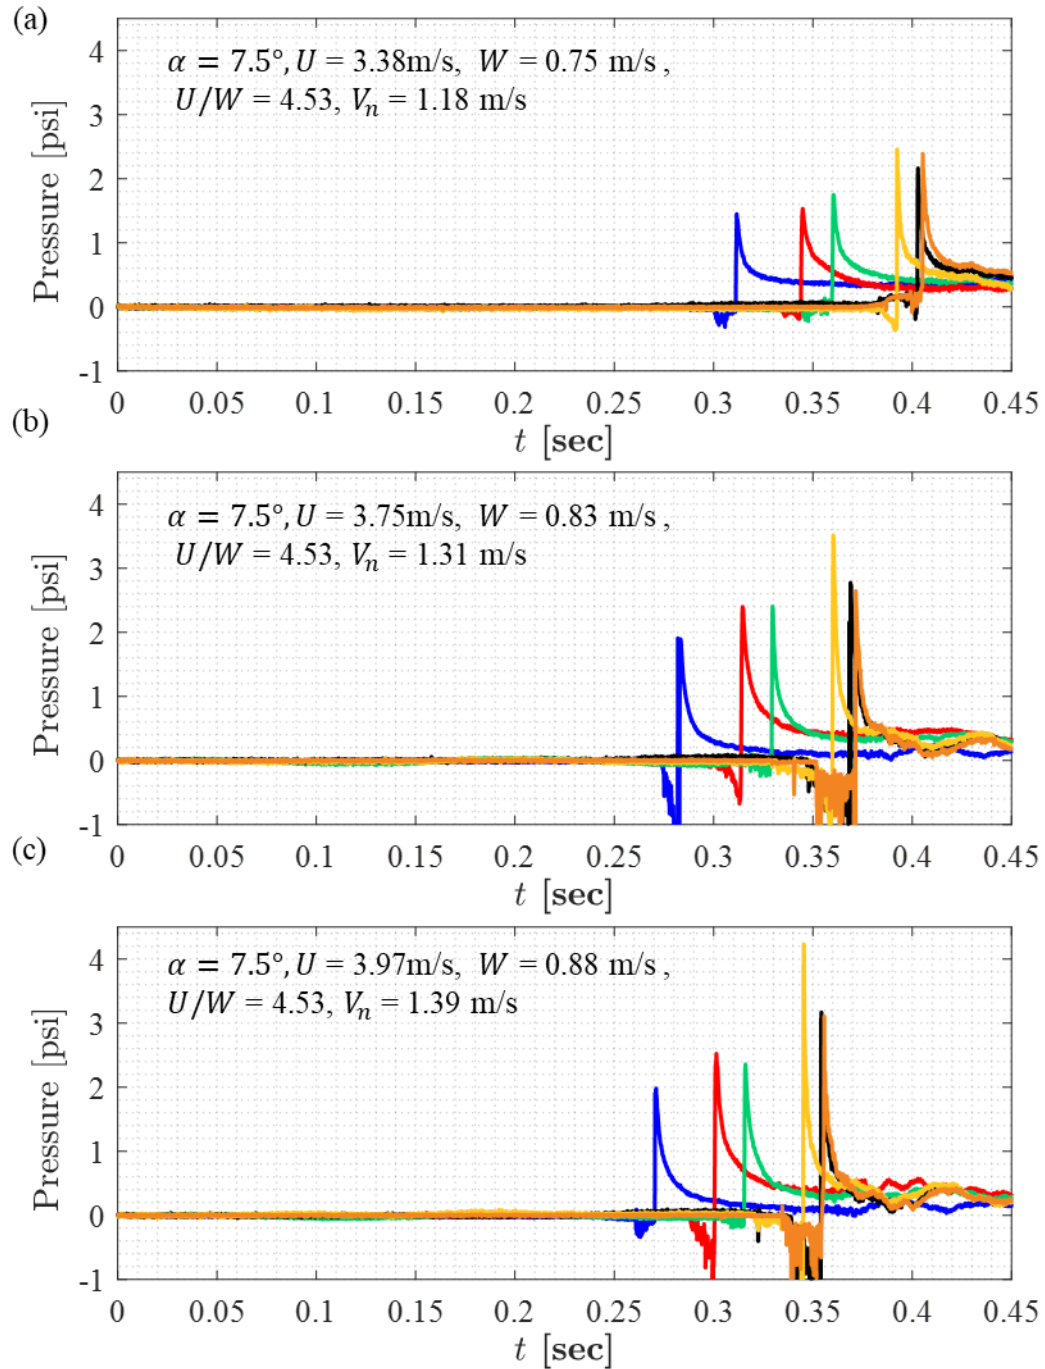 (a)
4
3
2
1
0
-1
Pressure [psi]
α = 7.5°, U = 3.38m/s, W = 0.75 m/s ,
U/W = 4.53, Vₙ = 1.18 m/s
0 0.05 0.1 0.15 0.2 0.25 0.3 0.35 0.4 0.45
t [sec]
(b)
4
3
2
1
0
-1
Pressure [psi]
α = 7.5°, U = 3.75m/s, W = 0.83 m/s ,
U/W = 4.53, Vₙ = 1.31 m/s
0 0.05 0.1 0.15 0.2 0.25 0.3 0.35 0.4 0.45
t [sec]
(c)
4
3
2
1
0
-1
Pressure [psi]
α = 7.5°, U = 3.97m/s, W = 0.88 m/s ,
U/W = 4.53, Vₙ = 1.39 m/s
0 0.05 0.1 0.15 0.2 0.25 0.3 0.35 0.4 0.45
t [sec]